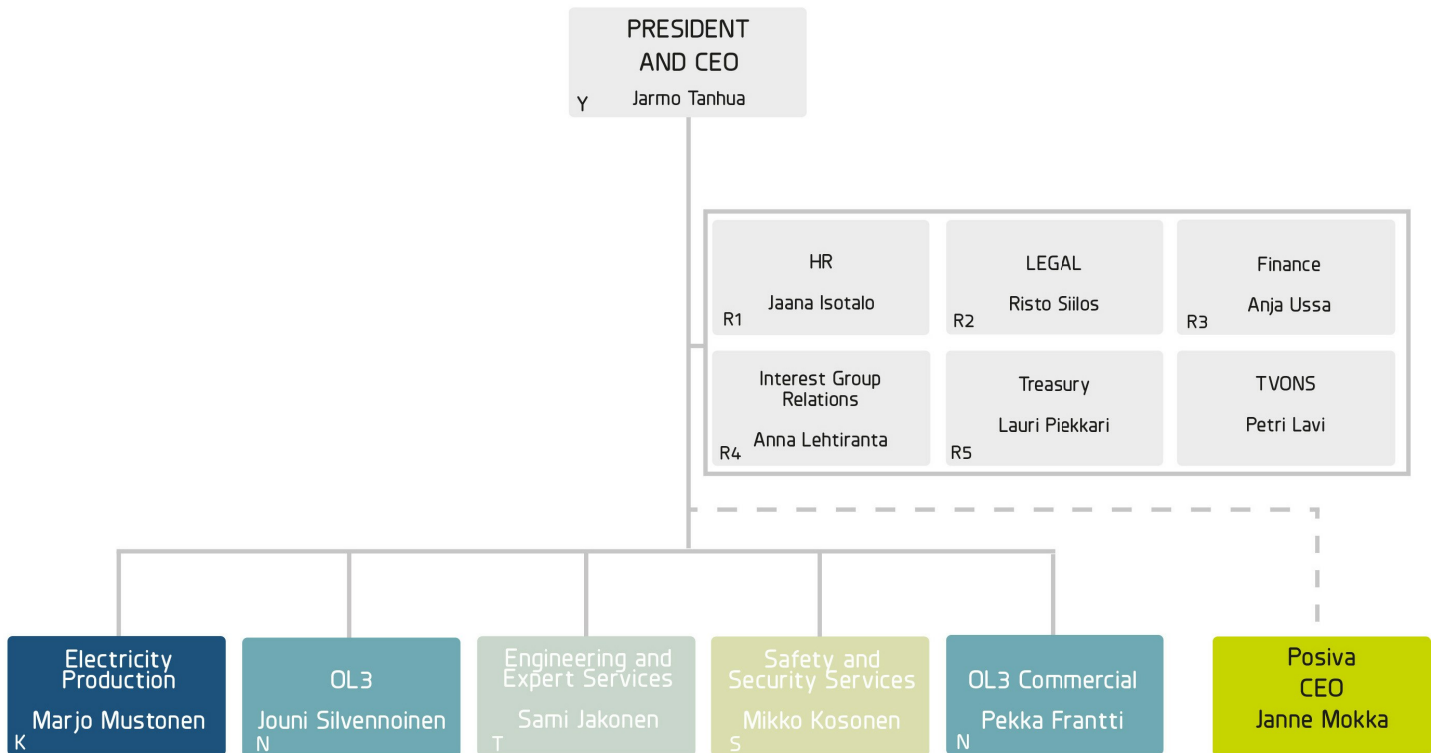 PRESIDENT
AND CEO
Jarmo Tanhua
Y
HR
Jaana Isotalo
R1
LEGAL
Risto Siilos
R2
Finance
Anja Ussa
R3
Interest Group
Relations
Anna Lehtiranta
R4
Treasury
Lauri Piekkari
R5
TVONS
Petri Lavi
Electricity
Production
Marjo Mustonen
K
OL3
Jouni Silvennoinen
N
Engineering and
Expert Services
Sami Jakonen
T
Safety and
Security Services
Mikko Kosonen
S
OL3 Commercial
Pekka Frantti
N
Posiva
CEO
Janne Mokka